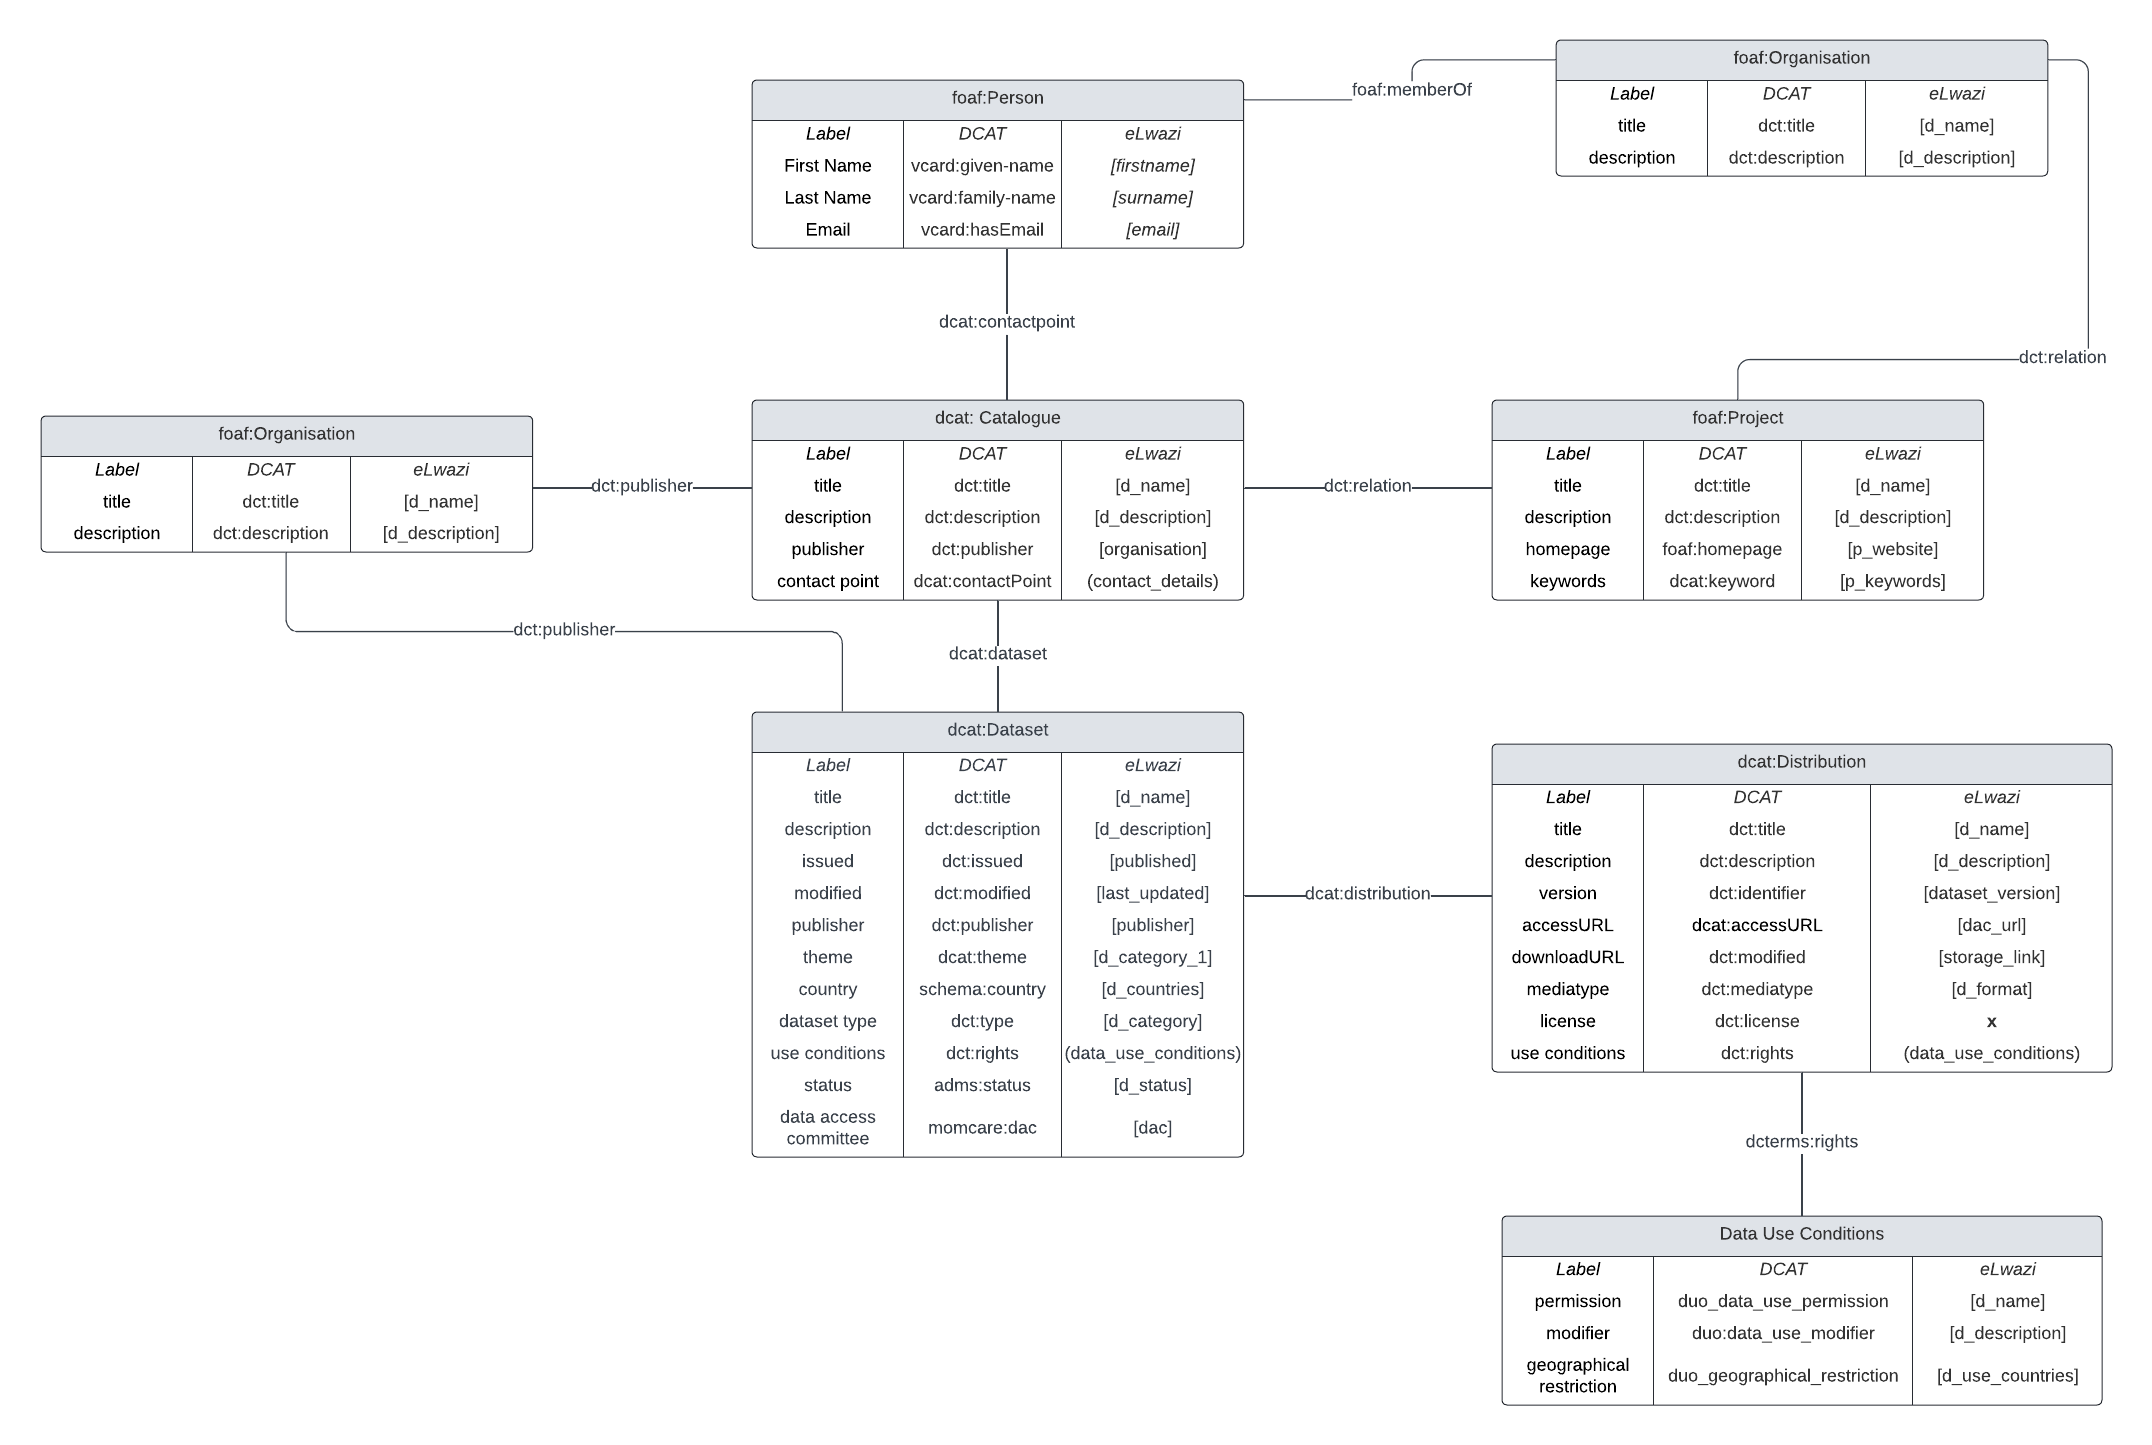 foaf:Organisation
Label DCAT eLwazi
title dct:title [d_name]
description dct:description [d_description]
foaf:memberOf
foaf:Person
Label DCAT eLwazi
First Name vcard:given-name [firstname]
Last Name vcard:family-name [surname]
Email vcard:hasEmail [email]
dcat:contactpoint
dct:relation
foaf:Organisation
Label DCAT eLwazi
title dct:title [d_name]
description dct:description [d_description]
dct:publisher
dcat: Catalogue
Label DCAT eLwazi
title dct:title [d_name]
description dct:description [d_description]
publisher dct:publisher [organisation]
contact point dcat:contactPoint (contact_details)
dct:relation
foaf:Project
Label DCAT eLwazi
title dct:title [d_name]
description dct:description [d_description]
homepage foaf:homepage [p_website]
keywords dcat:keyword [p_keywords]
dct:publisher
dcat:dataset
dcat:Dataset
Label DCAT eLwazi
title dct:title [d_name]
description dct:description [d_description]
issued dct:issued [published]
modified dct:modified [last_updated]
publisher dct:publisher [publisher]
theme dcat:theme [d_category_1]
country schema:country [d_countries]
dataset type dct:type [d_category]
use conditions dct:rights (data_use_conditions)
status adms:status [d_status]
data access
committee momcare:dac [dac]
dcat:distribution
dcat:Distribution
Label DCAT eLwazi
title dct:title [d_name]
description dct:description [d_description]
version dct:identifier [dataset_version]
accessURL dcat:accessURL [dac_url]
downloadURL dct:modified [storage_link]
mediatype dct:mediatype [d_format]
license dct:license x
use conditions dct:rights (data_use_conditions)
dcterms:rights
Data Use Conditions
Label DCAT eLwazi
permission duo_data_use_permission [d_name]
modifier duo:data_use_modifier [d_description]
geographical
restriction duo_geographical_restriction [d_use_countries]